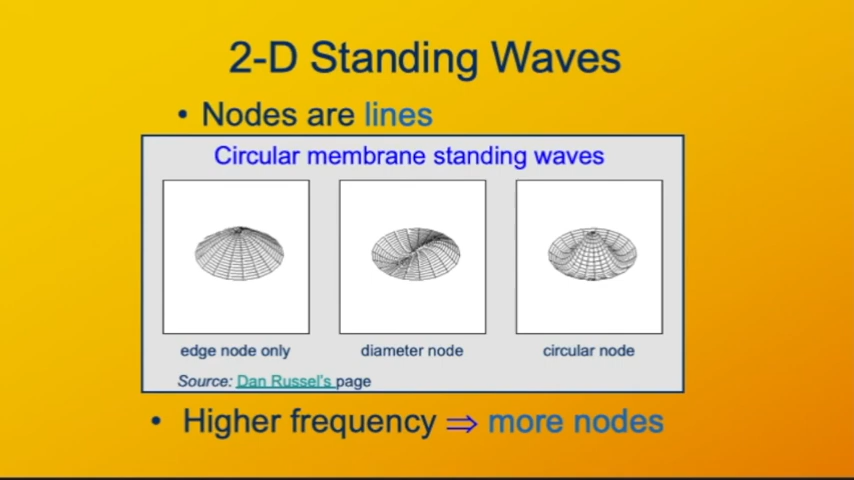 2-D Standing Waves
• Nodes are lines
Circular membrane standing waves
edge node only
diameter node
circular node
Source: Dan Russel's page
• Higher frequency ⇒ more nodes